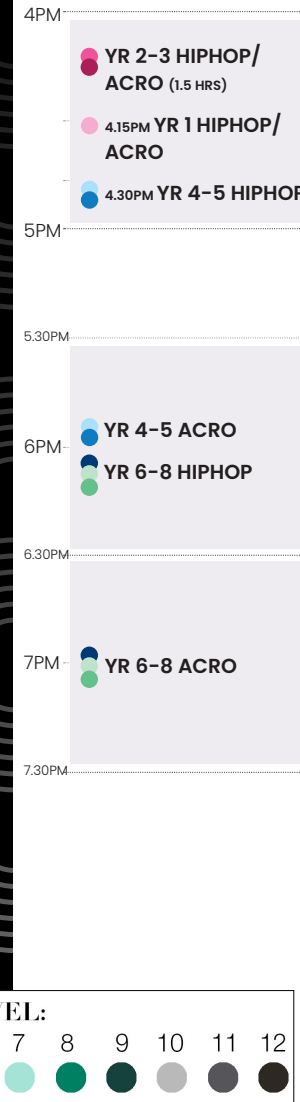 4PM
YR 2-3 HIPHOP/
ACRO (1.5 HRS)
4.15PM YR 1 HIPHOP/
ACRO
4.30PM YR 4-5 HIPHOP
5PM
5.30PM
YR 4-5 ACRO
6PM
YR 6-8 HIPHOP
6.30PM
7PM
YR 6-8 ACRO
7.30PM
VEL:
7 8 9 10 11 12